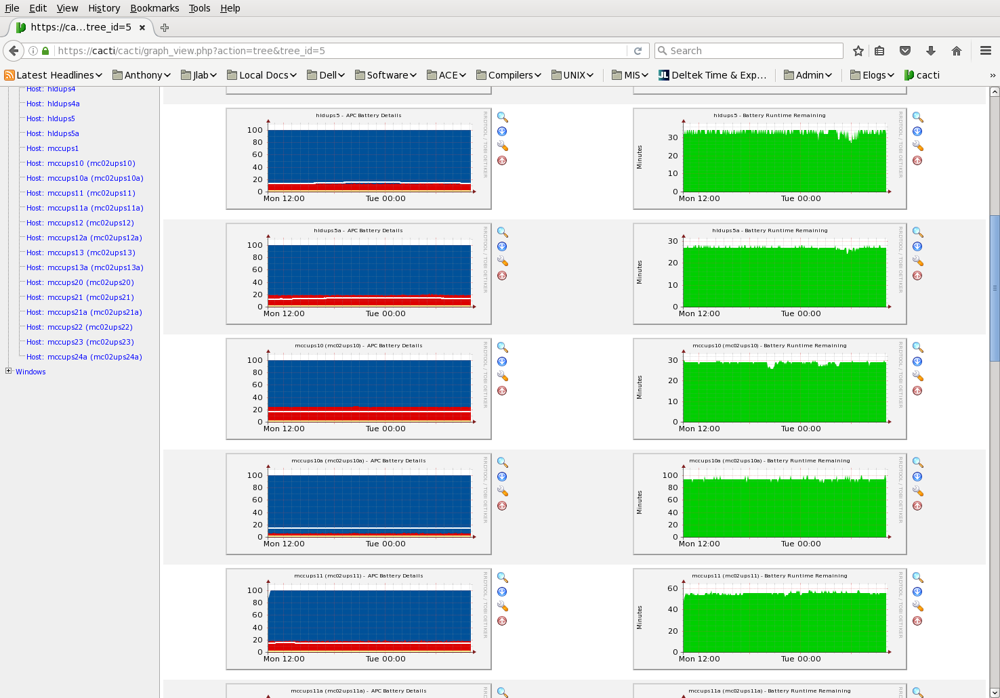 File Edit View History Bookmarks Tools Help
https://ca...tree_id=5
https://cacti/cacti/graph_view.php?action=tree&tree_id=5
Search
Latest Headlines Anthony Jlab Local Docs Dell Software ACE Compilers UNIX MIS JL Deltek Time & Exp... Admin Elogs cacti »
Host: hldups4
Host: hldups4a
Host: hldups5
Host: hldups5a
Host: mccups1
Host: mccups10 (mc02ups10)
Host: mccups10a (mc02ups10a)
Host: mccups11 (mc02ups11)
Host: mccups11a (mc02ups11a)
Host: mccups12 (mc02ups12)
Host: mccups12a (mc02ups12a)
Host: mccups13 (mc02ups13)
Host: mccups13a (mc02ups13a)
Host: mccups20 (mc02ups20)
Host: mccups21 (mc02ups21)
Host: mccups21a (mc02ups21a)
Host: mccups22 (mc02ups22)
Host: mccups23 (mc02ups23)
Host: mccups24a (mc02ups24a)
Windows
hldups5 - APC Battery Details
100
80
60
40
20
0
Mon 12:00 Tue 00:00
RRDTOOL / TOBI OETIKER
hldups5 - Battery Runtime Remaining
Minutes
30
20
10
0
Mon 12:00 Tue 00:00
RRDTOOL / TOBI OETIKER
hldups5a - APC Battery Details
100
80
60
40
20
0
Mon 12:00 Tue 00:00
RRDTOOL / TOBI OETIKER
hldups5a - Battery Runtime Remaining
Minutes
30
20
10
0
Mon 12:00 Tue 00:00
RRDTOOL / TOBI OETIKER
mccups10 (mc02ups10) - APC Battery Details
100
80
60
40
20
0
Mon 12:00 Tue 00:00
RRDTOOL / TOBI OETIKER
mccups10 (mc02ups10) - Battery Runtime Remaining
Minutes
30
20
10
0
Mon 12:00 Tue 00:00
RRDTOOL / TOBI OETIKER
mccups10a (mc02ups10a) - APC Battery Details
100
80
60
40
20
0
Mon 12:00 Tue 00:00
RRDTOOL / TOBI OETIKER
mccups10a (mc02ups10a) - Battery Runtime Remaining
Minutes
100
80
60
40
20
0
Mon 12:00 Tue 00:00
RRDTOOL / TOBI OETIKER
mccups11 (mc02ups11) - APC Battery Details
100
80
60
40
20
0
Mon 12:00 Tue 00:00
RRDTOOL / TOBI OETIKER
mccups11 (mc02ups11) - Battery Runtime Remaining
Minutes
60
40
20
0
Mon 12:00 Tue 00:00
RRDTOOL / TOBI OETIKER
mccups11a (mc02ups11a) - APC Battery Details
mccups11a (mc02ups11a) - Battery Runtime Remaining